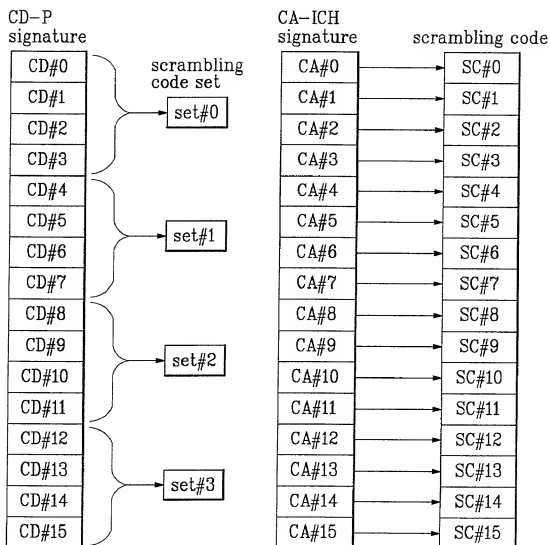 CD-P
signature
CD#0
CD#1
CD#2
CD#3
CD#4
CD#5
CD#6
CD#7
CD#8
CD#9
CD#10
CD#11
CD#12
CD#13
CD#14
CD#15
scrambling
code set
set#0
set#1
set#2
set#3
CA-ICH
signature
CA#0
CA#1
CA#2
CA#3
CA#4
CA#5
CA#6
CA#7
CA#8
CA#9
CA#10
CA#11
CA#12
CA#13
CA#14
CA#15
scrambling code
SC#0
SC#1
SC#2
SC#3
SC#4
SC#5
SC#6
SC#7
SC#8
SC#9
SC#10
SC#11
SC#12
SC#13
SC#14
SC#15